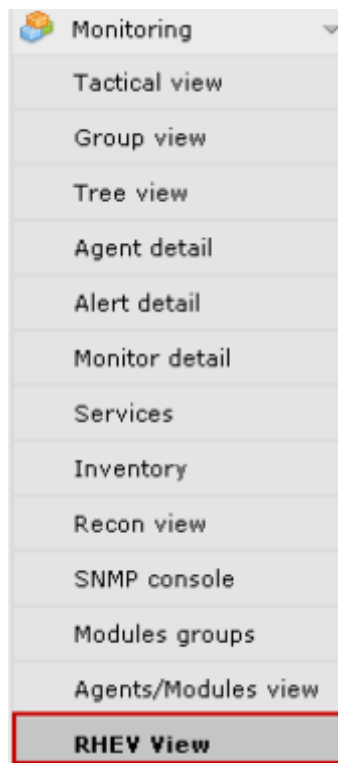 Monitoring
Tactical view
Group view
Tree view
Agent detail
Alert detail
Monitor detail
Services
Inventory
Recon view
SNMP console
Modules groups
Agents/Modules view
RHEV View